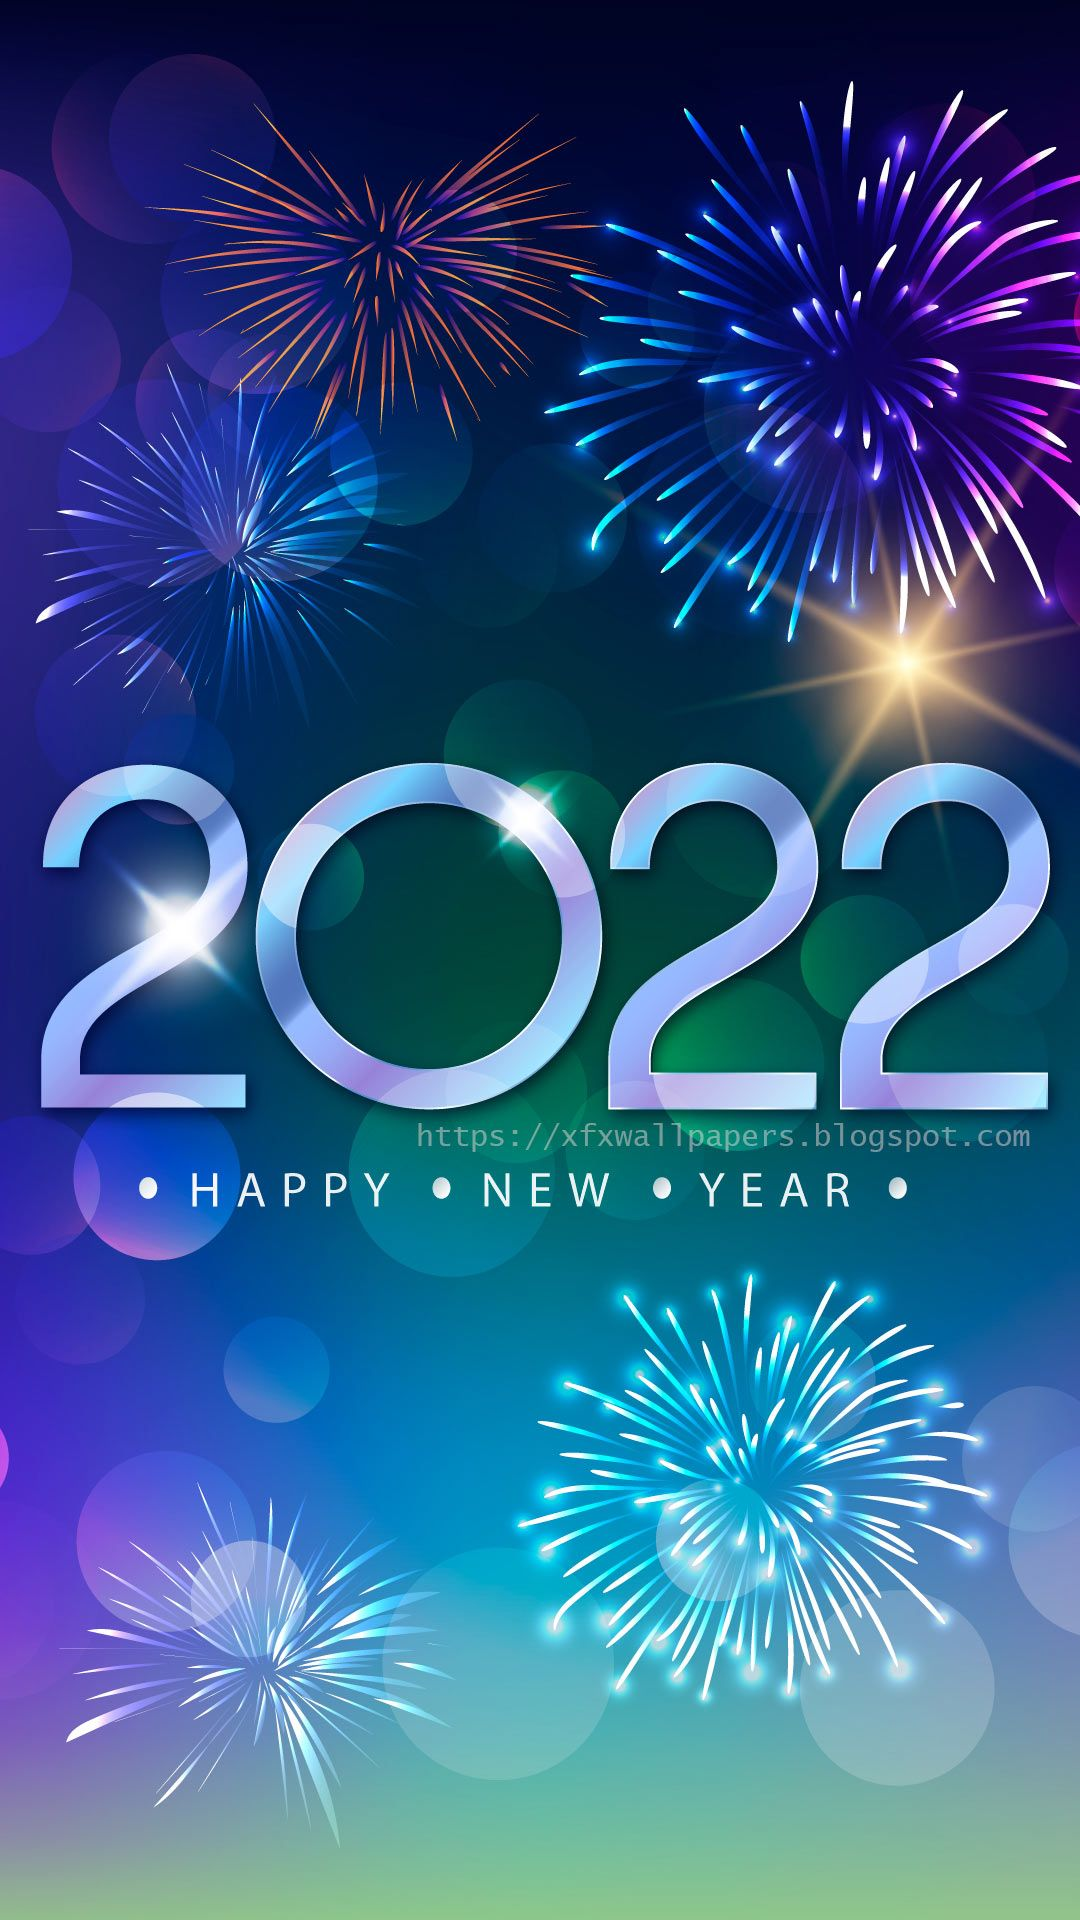 2022
https://xfxwallpapers.blogspot.com
• HAPPY • NEW • YEAR •